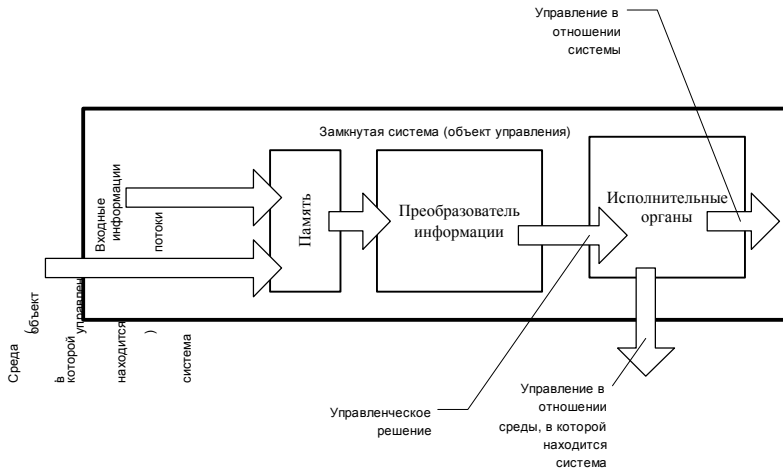 Управление в
отношении
системы
Замкнутая система (объект управления)
Входные
информации
потоки
Память
Преобразователь
информации
Исполнительные
органы
Среда (объект
управлен
в
которой
находится
)
система
Управленческое
решение
Управление в
отношении
среды, в которой
находится
система